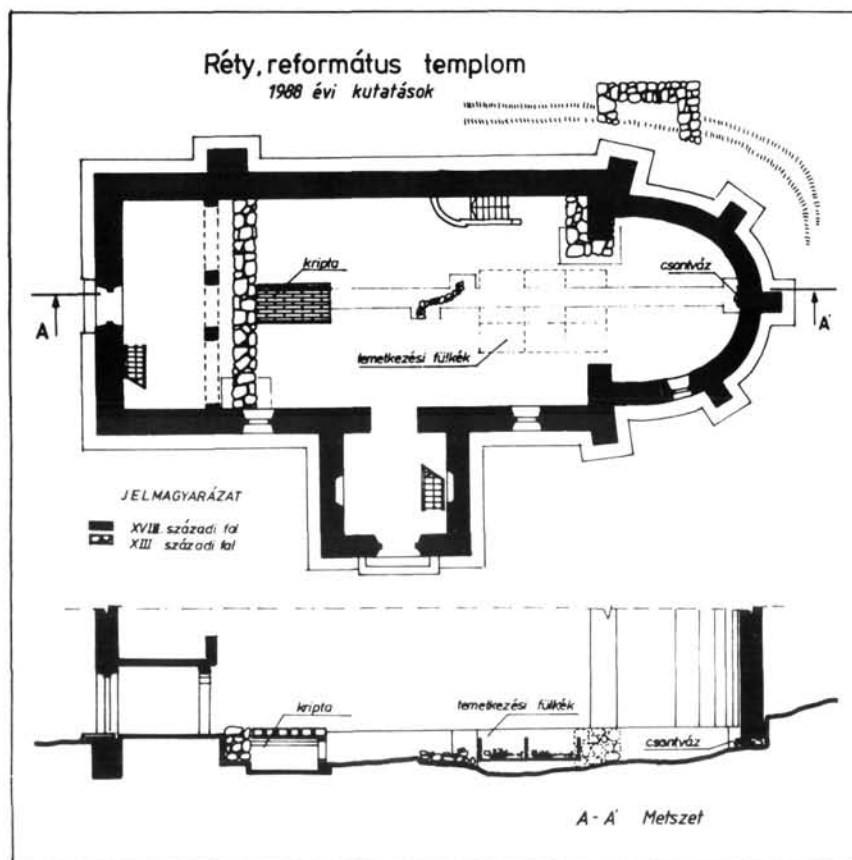 Réty, református templom
1988 évi kutatások
kripta
csontváz
A
A'
temetkezési fülkék
JELMAGYARÁZAT
XVIII. századi fal
XIII századi fal
kripta
temetkezési fülkék
csontváz
A-A' Metszet